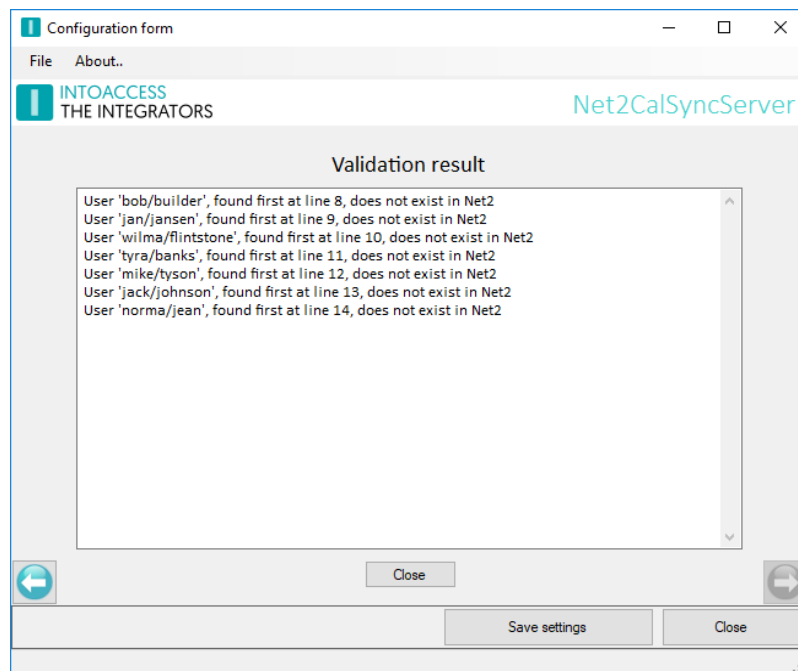 Configuration form
File About..
INTOACCESS
THE INTEGRATORS
Net2CalSyncServer
Validation result
User 'bob/builder', found first at line 8, does not exist in Net2
User 'jan/jansen', found first at line 9, does not exist in Net2
User 'wilma/flintstone', found first at line 10, does not exist in Net2
User 'tyra/banks', found first at line 11, does not exist in Net2
User 'mike/tyson', found first at line 12, does not exist in Net2
User 'jack/johnson', found first at line 13, does not exist in Net2
User 'norma/jean', found first at line 14, does not exist in Net2
Close
Save settings Close